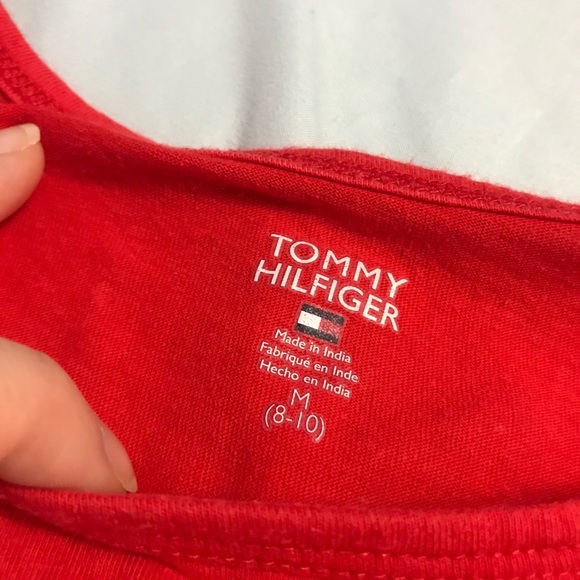 TOMMY
HILFIGER
Made in India
Fabriqué en Inde
Hecho en India
M
(8-10)